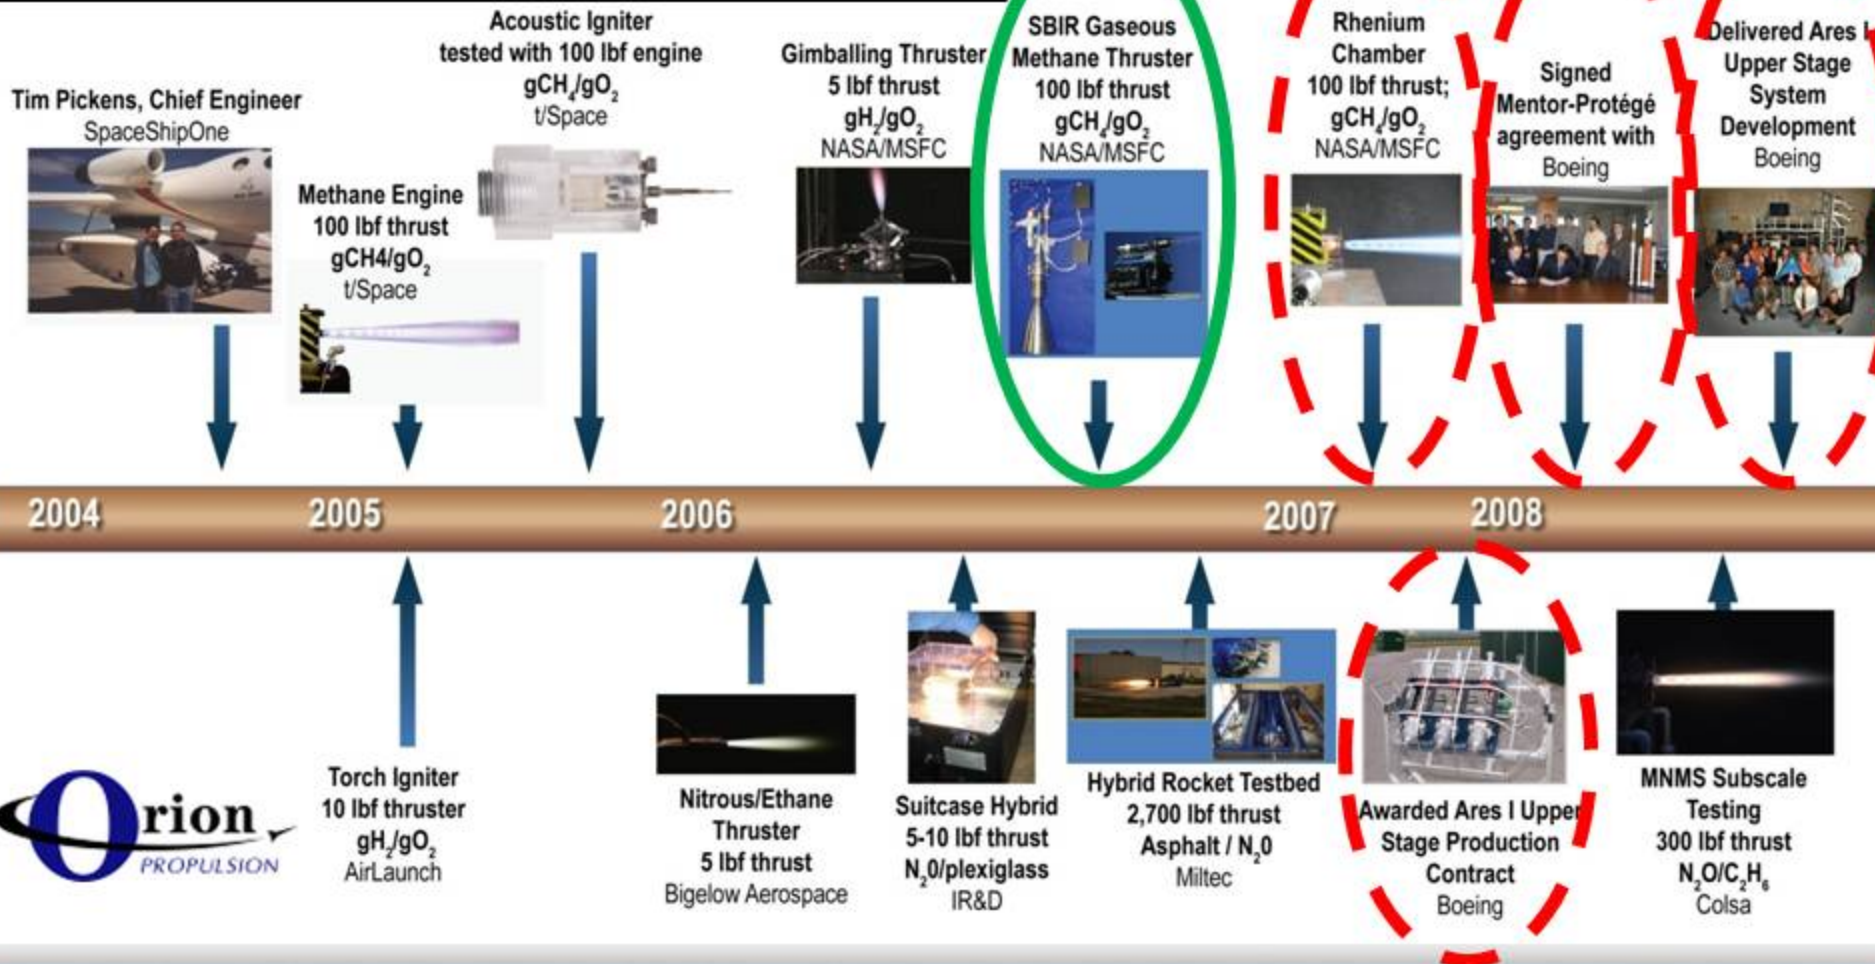 Tim Pickens, Chief Engineer
SpaceShipOne
Methane Engine
100 lbf thrust
gCH4/gO₂
t/Space
Acoustic Igniter
tested with 100 lbf engine
gCH₄/gO₂
t/Space
Gimballing Thruster
5 lbf thrust
gH₂/gO₂
NASA/MSFC
SBIR Gaseous
Methane Thruster
100 lbf thrust
gCH₄/gO₂
NASA/MSFC
Rhenium
Chamber
100 lbf thrust;
gCH₄/gO₂
NASA/MSFC
Signed
Mentor-Protégé
agreement with
Boeing
Delivered Ares I
Upper Stage
System
Development
Boeing
2004
2005
2006
2007
2008
Orion
PROPULSION
Torch Igniter
10 lbf thruster
gH₂/gO₂
AirLaunch
Nitrous/Ethane
Thruster
5 lbf thrust
Bigelow Aerospace
Suitcase Hybrid
5-10 lbf thrust
N₂0/plexiglass
IR&D
Hybrid Rocket Testbed
2,700 lbf thrust
Asphalt / N₂0
Miltec
Awarded Ares I Upper
Stage Production
Contract
Boeing
MNMS Subscale
Testing
300 lbf thrust
N₂O/C₂H₆
Colsa